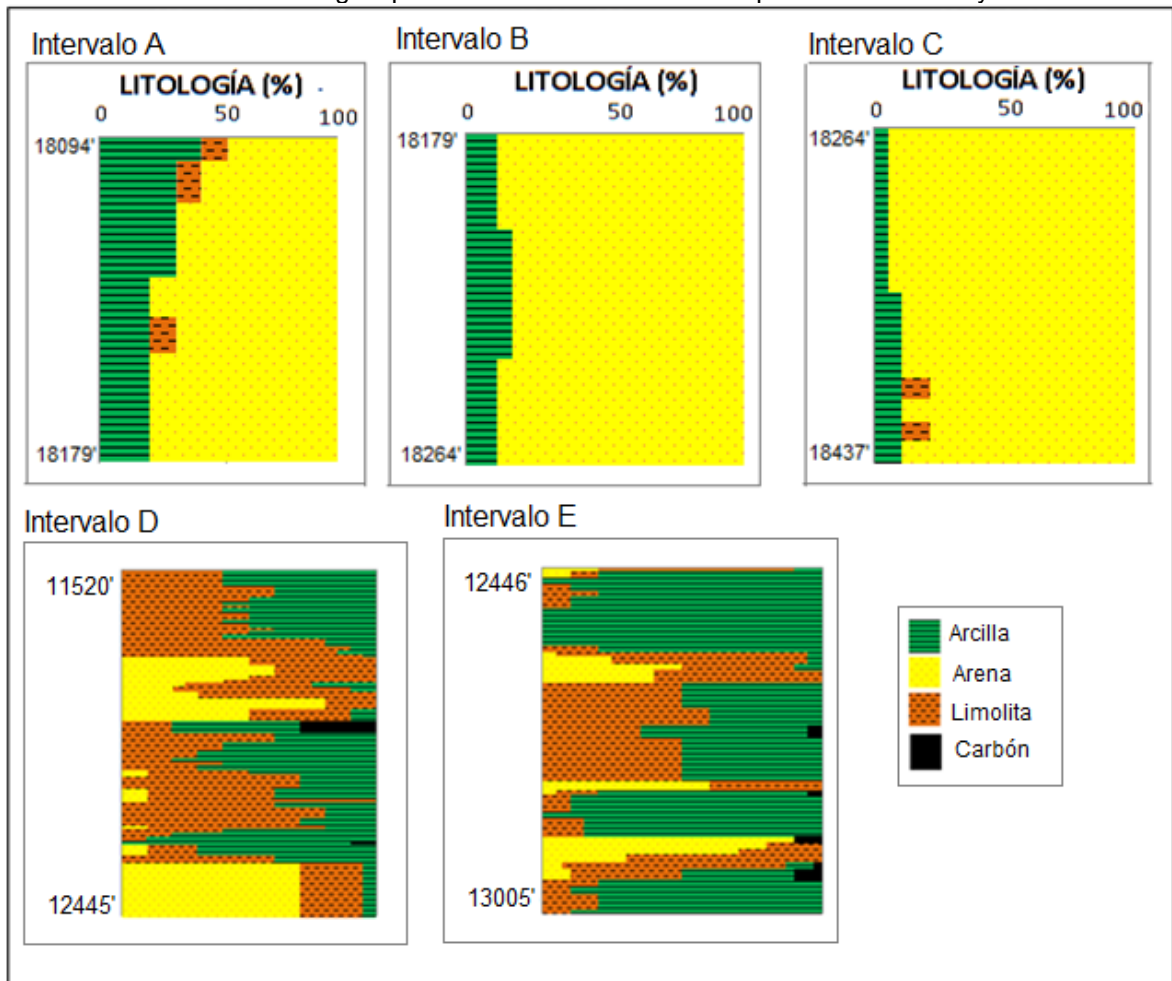 Intervalo A
LITOLOGÍA (%)
0 50 100
18094'
18179'
Intervalo B
LITOLOGÍA (%)
0 50 100
18179'
18264'
Intervalo C
LITOLOGÍA (%)
0 50 100
18264'
18437'
Intervalo D
11520'
12445'
Intervalo E
12446'
13005'
Arcilla
Arena
Limolita
Carbón